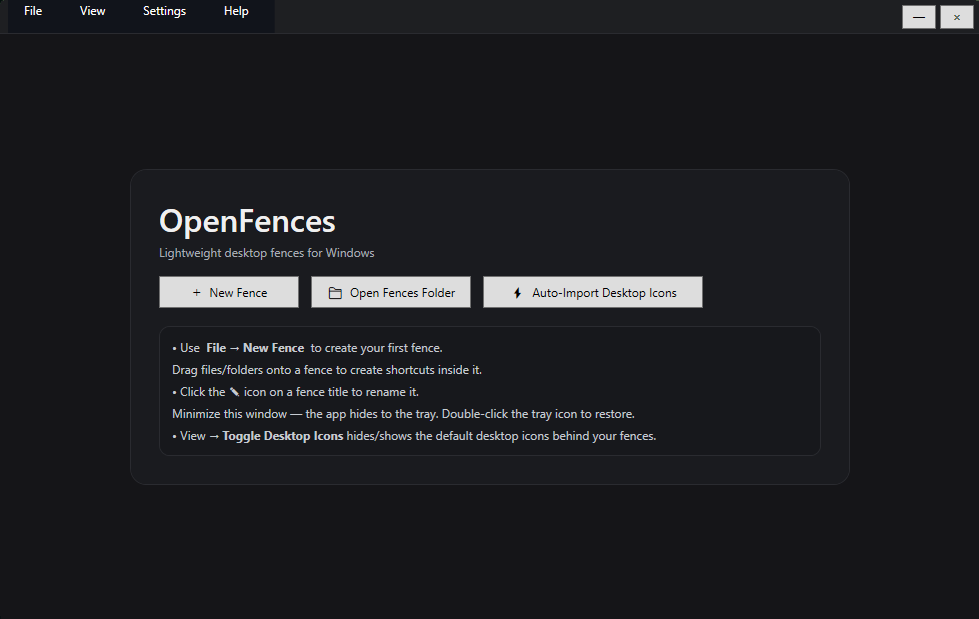 File View Settings Help
OpenFences
Lightweight desktop fences for Windows
+ New Fence Open Fences Folder Auto-Import Desktop Icons
• Use File → New Fence to create your first fence.
Drag files/folders onto a fence to create shortcuts inside it.
• Click the ✎ icon on a fence title to rename it.
Minimize this window — the app hides to the tray. Double-click the tray icon to restore.
• View → Toggle Desktop Icons hides/shows the default desktop icons behind your fences.